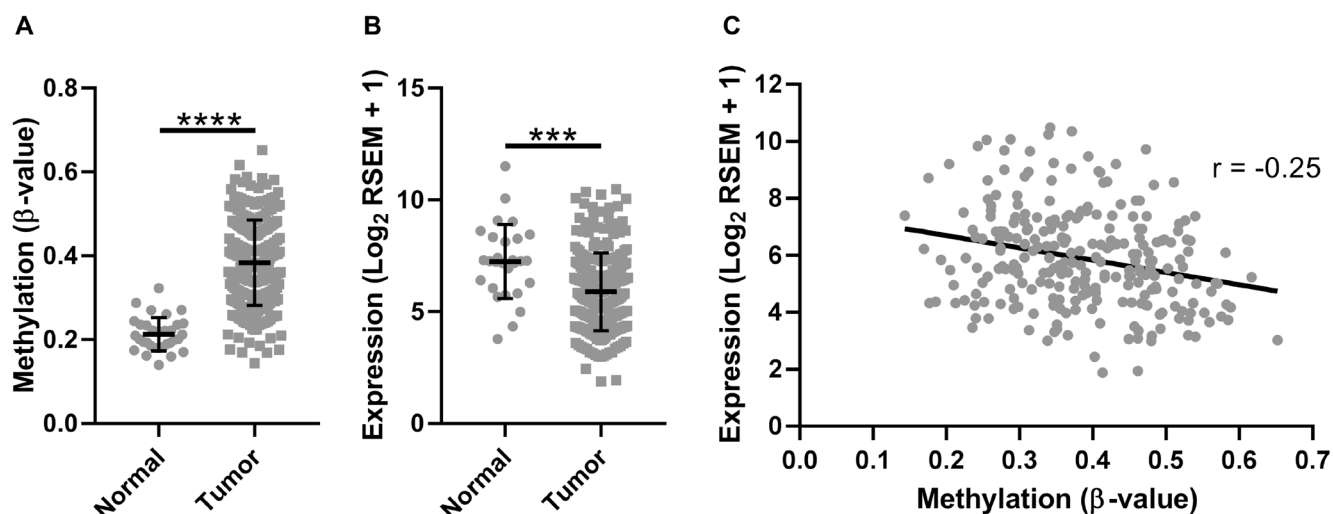 A
Methylation (β-value)
0.8
0.6
0.4
0.2
0.0
****
Normal
Tumor
B
Expression (Log₂ RSEM + 1)
15
10
5
0
***
Normal
Tumor
C
Expression (Log₂ RSEM + 1)
12
10
8
6
4
2
0
r = -0.25
0.0 0.1 0.2 0.3 0.4 0.5 0.6 0.7
Methylation (β-value)